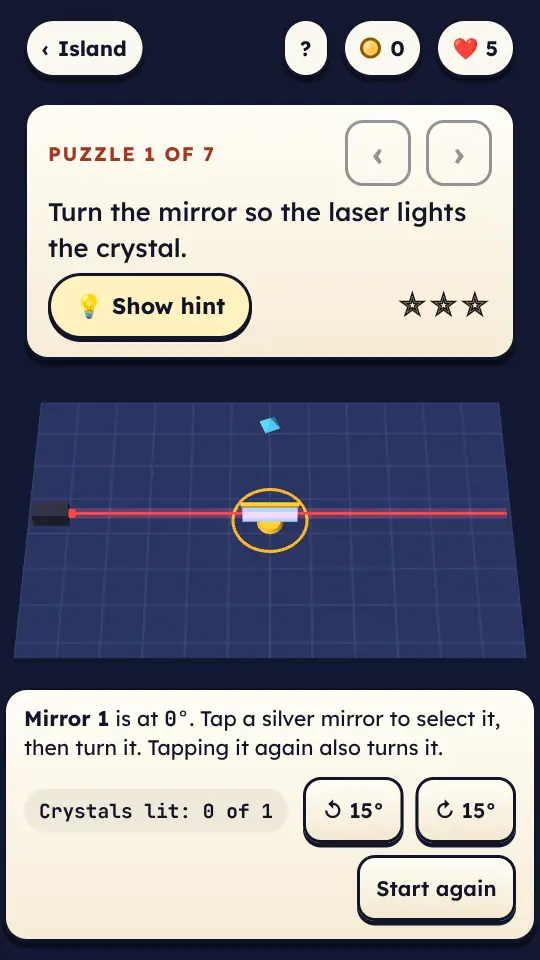 ‹ Island
?
0
5
PUZZLE 1 OF 7
‹
›
Turn the mirror so the laser lights
the crystal.
Show hint
Mirror 1 is at 0°. Tap a silver mirror to select it,
then turn it. Tapping it again also turns it.
Crystals lit: 0 of 1
↺ 15°
↻ 15°
Start again